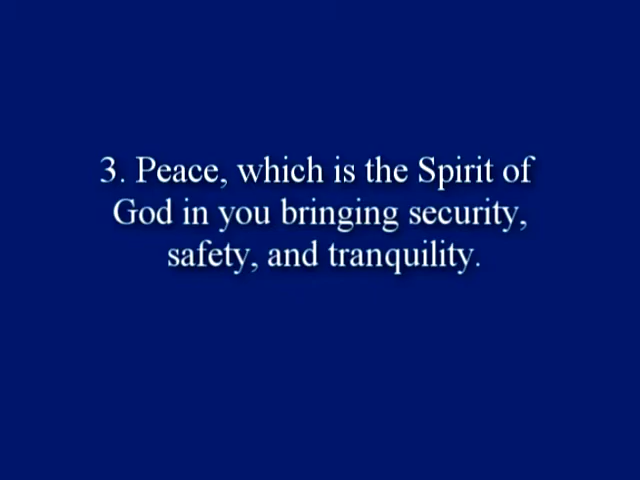 3. Peace, which is the Spirit of
God in you bringing security,
safety, and tranquility.